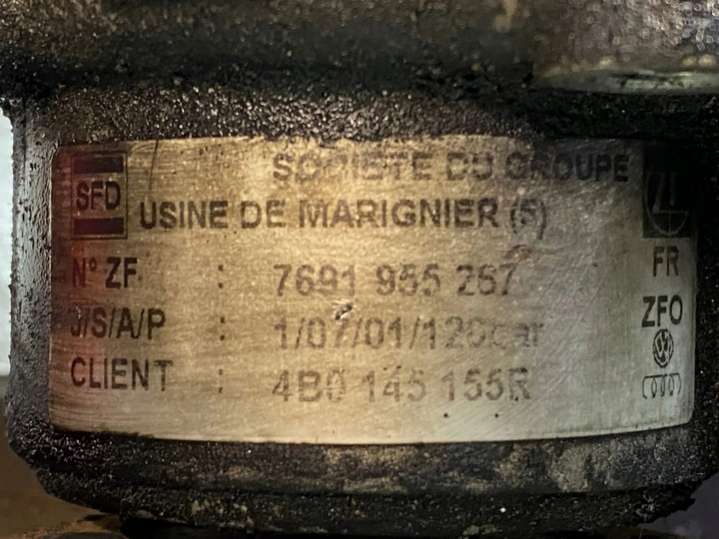 SFD
SOCIETE DU GROUPE
USINE DE MARIGNIER (F)
N° ZF : 7691 955 267
J/S/A/P : 1/07/01/120bar
CLIENT : 4B0 145 155R
FR
ZFO